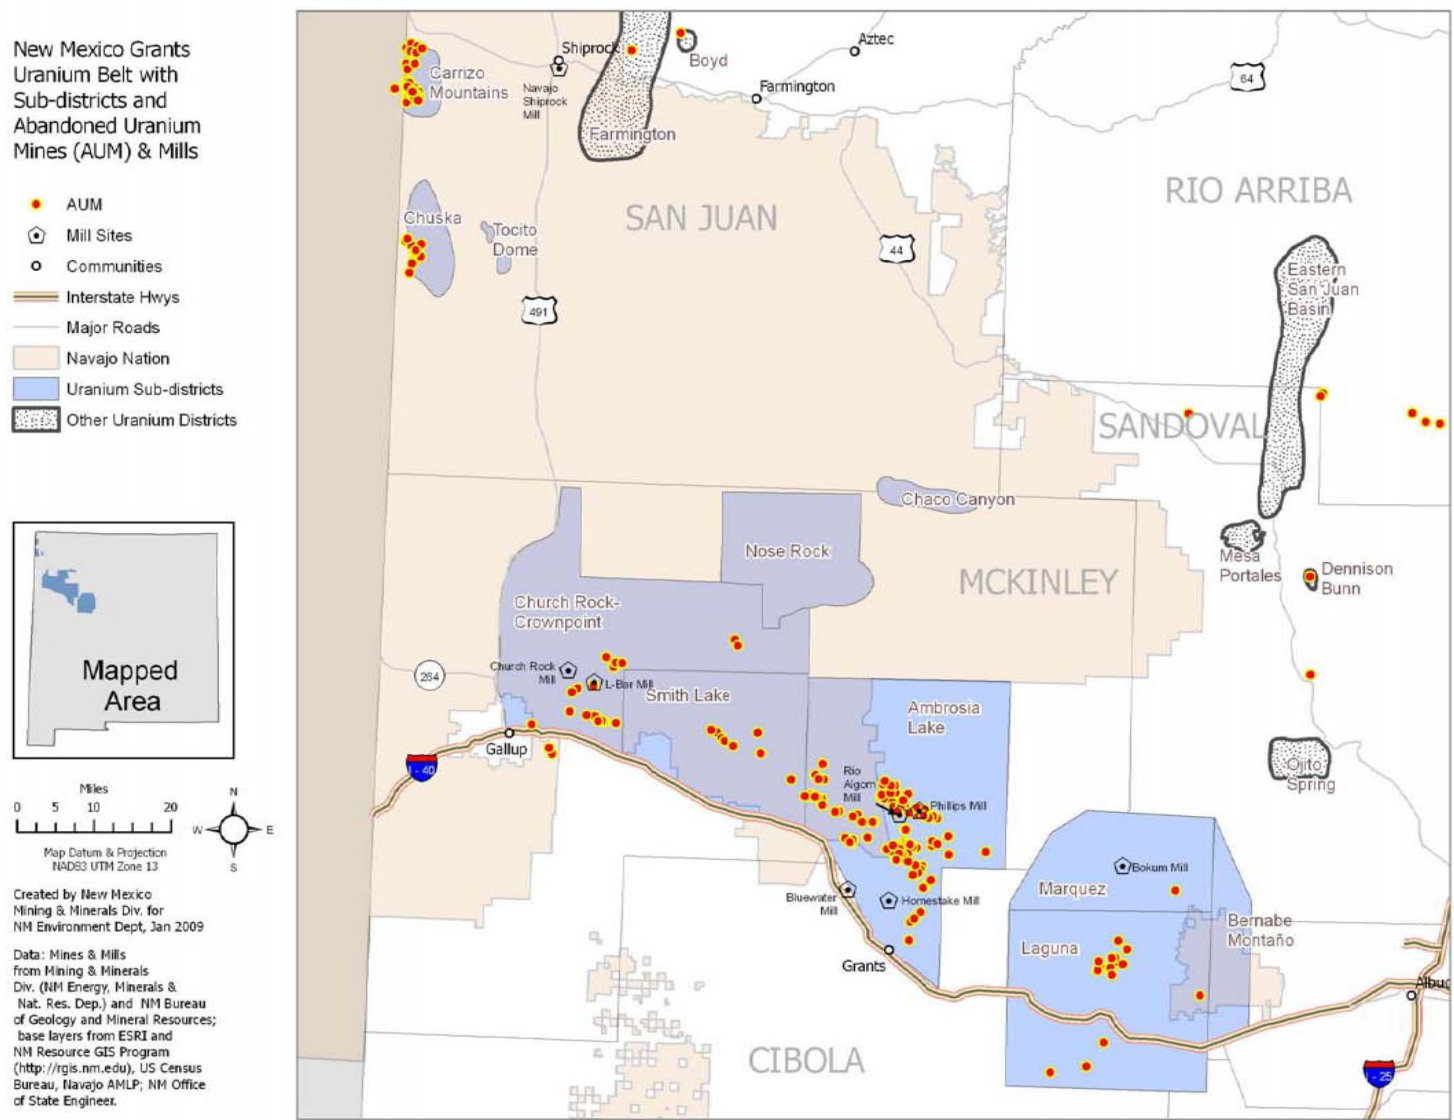 New Mexico Grants
Uranium Belt with
Sub-districts and
Abandoned Uranium
Mines (AUM) & Mills
AUM
Mill Sites
Communities
Interstate Hwys
Major Roads
Navajo Nation
Uranium Sub-districts
Other Uranium Districts
Mapped
Area
Miles
0 5 10 20
N
W E
S
Map Datum & Projection
NAD83 UTM Zone 13
Created by New Mexico
Mining & Minerals Div. for
NM Environment Dept, Jan 2009
Data: Mines & Mills
from Mining & Minerals
Div. (NM Energy, Minerals &
Nat. Res. Dep.) and NM Bureau
of Geology and Mineral Resources;
base layers from ESRI and
NM Resource GIS Program
(http://rgis.nm.edu), US Census
Bureau, Navajo AMLP; NM Office
of State Engineer.
Carrizo
Mountains
Shiprock
Navajo
Shiprock
Mill
Boyd
Aztec
Farmington
64
Farmington
Chuska
Tocito
Dome
SAN JUAN
RIO ARRIBA
44
491
Eastern
San Juan
Basin
SANDOVAL
Chaco Canyon
Nose Rock
MCKINLEY
Mesa
Portales
Dennison
Bunn
Church Rock-
Crownpoint
Church Rock
Mill
L-Bar Mill
264
Smith Lake
Ambrosia
Lake
Gallup
I - 40
Rio
Algom
Mill
Phillips Mill
Ojito
Spring
Bluewater
Mill
Homestake Mill
Bokum Mill
Marquez
Bernabe
Montaño
Laguna
Grants
Albuq
CIBOLA
I - 25